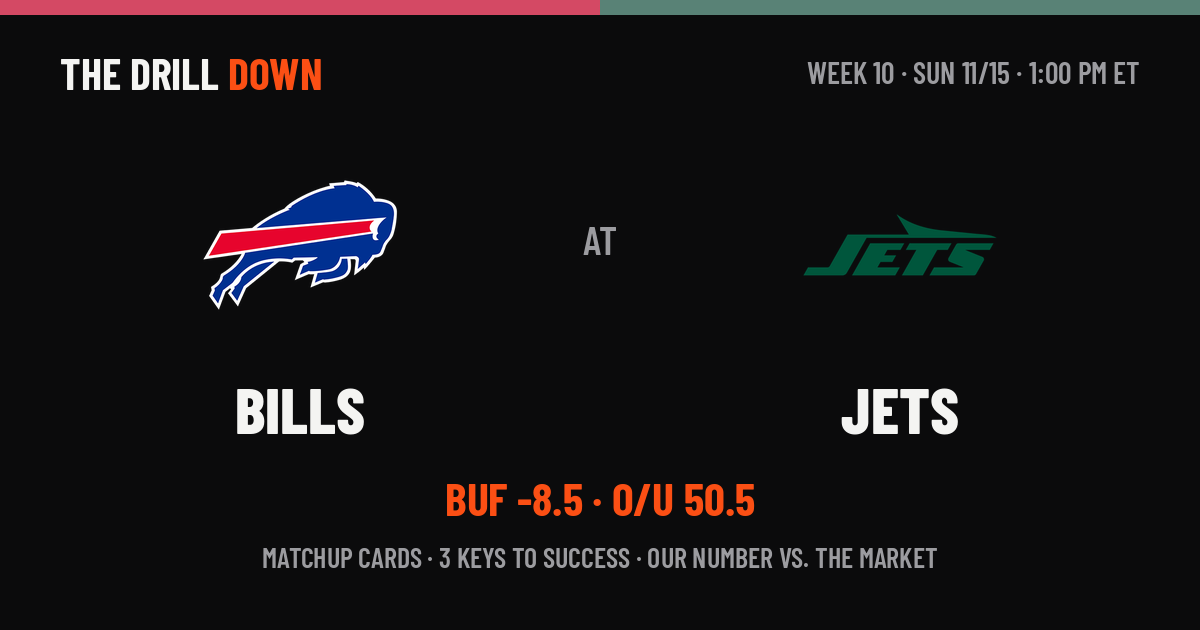 THE DRILL DOWN
WEEK 10 · SUN 11/15 · 1:00 PM ET
AT
JETS
BILLS
JETS
BUF -8.5 · O/U 50.5
MATCHUP CARDS · 3 KEYS TO SUCCESS · OUR NUMBER VS. THE MARKET